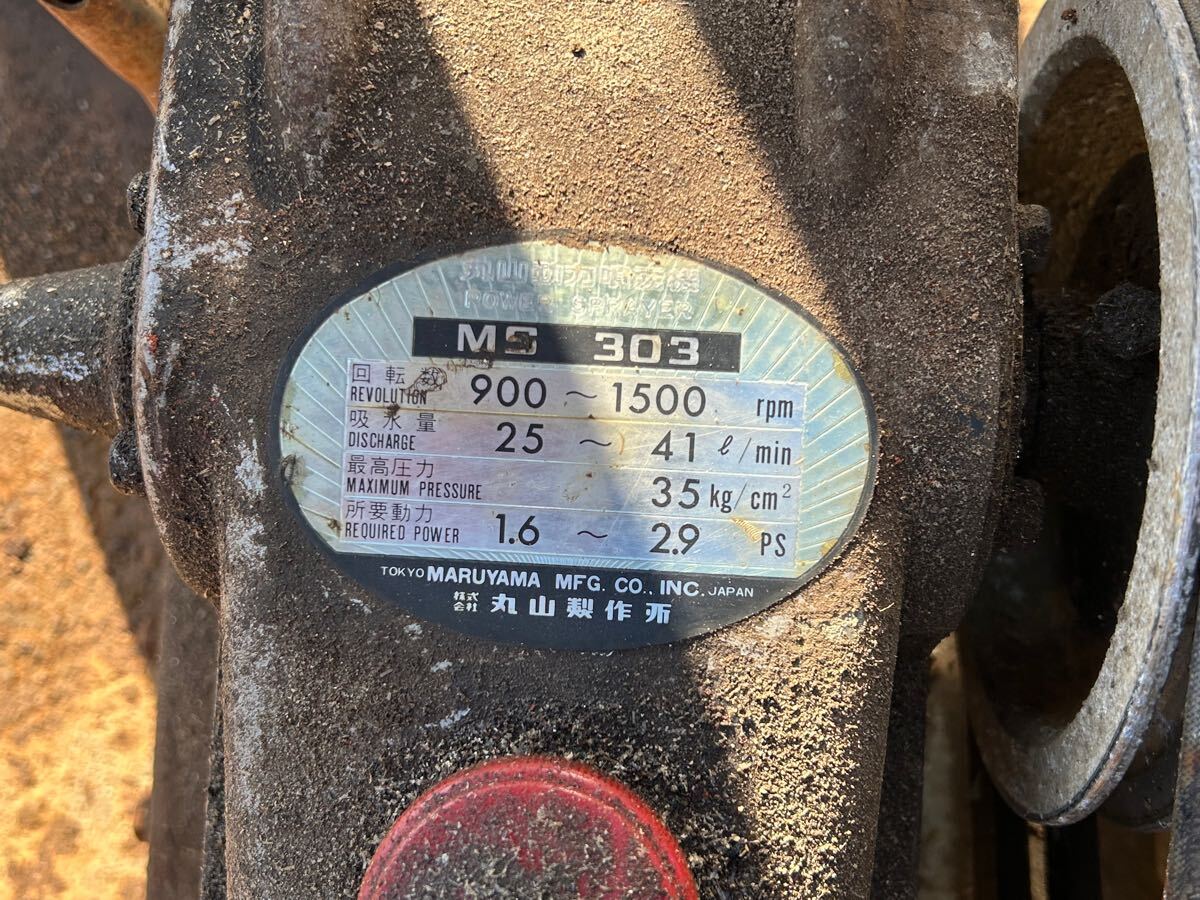 丸山動力噴霧機
POWER SPRAYER
MS 303
回転数 900 ~ 1500 rpm
REVOLUTION
吸水量 25 ~ 41 ℓ/min
DISCHARGE
最高圧力 35 kg/cm²
MAXIMUM PRESSURE
所要動力 1.6 ~ 2.9 PS
REQUIRED POWER
TOKYO MARUYAMA MFG. CO., INC. JAPAN
株式会社 丸山製作所